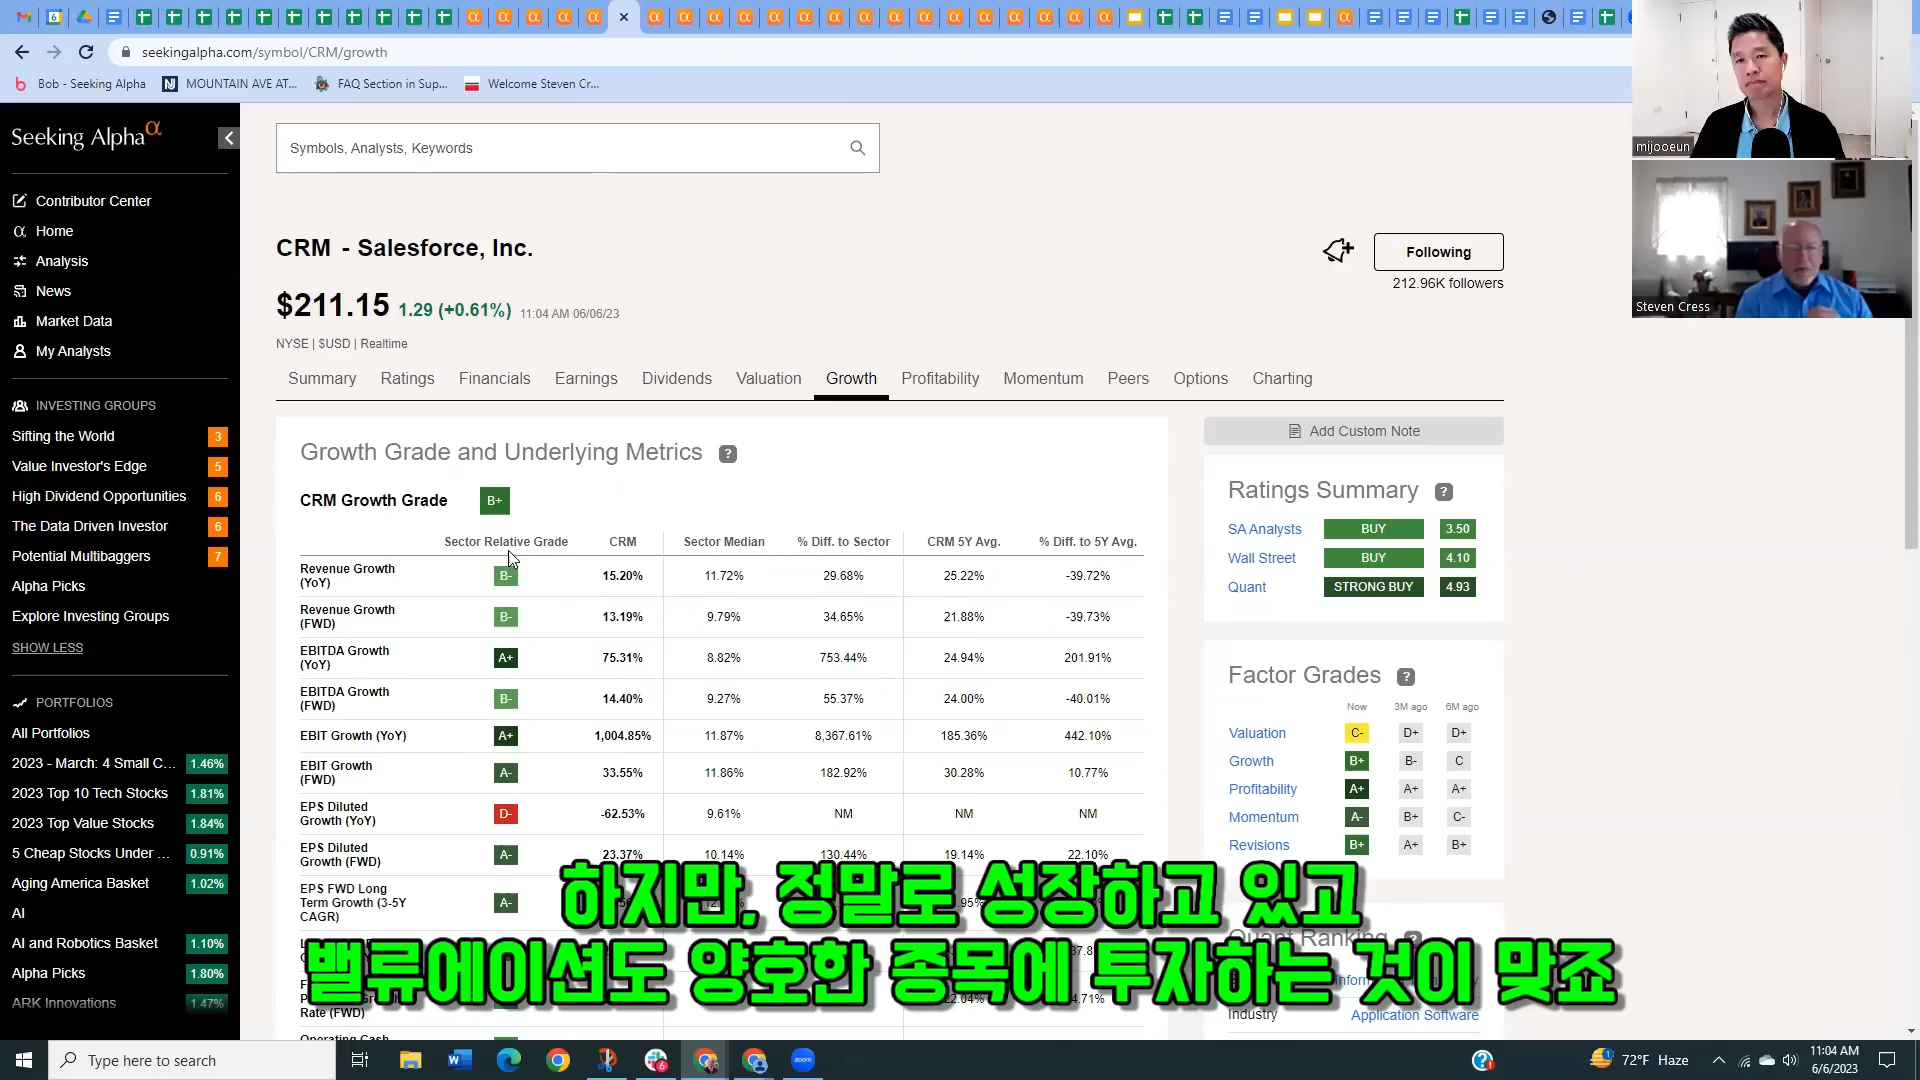 seekingalpha.com/symbol/CRM/growth
Bob - Seeking Alpha
MOUNTAIN AVE AT...
FAQ Section in Sup...
Welcome Steven Cr...
Seeking Alpha α
Contributor Center
Home
Analysis
News
Market Data
My Analysts
INVESTING GROUPS
Sifting the World 3
Value Investor's Edge 5
High Dividend Opportunities 6
The Data Driven Investor 6
Potential Multibaggers 7
Alpha Picks
Explore Investing Groups
SHOW LESS
PORTFOLIOS
All Portfolios
2023 - March: 4 Small C... 1.46%
2023 Top 10 Tech Stocks 1.81%
2023 Top Value Stocks 1.84%
5 Cheap Stocks Under ... 0.91%
Aging America Basket 1.02%
AI
AI and Robotics Basket 1.10%
Alpha Picks 1.80%
ARK Innovations 1.47%
Symbols, Analysts, Keywords
CRM - Salesforce, Inc.
Following
212.96K followers
$211.15 1.29 (+0.61%) 11:04 AM 06/06/23
NYSE | $USD | Realtime
Summary Ratings Financials Earnings Dividends Valuation Growth Profitability Momentum Peers Options Charting
Growth Grade and Underlying Metrics ?
CRM Growth Grade B+
Sector Relative Grade CRM Sector Median % Diff. to Sector CRM 5Y Avg. % Diff. to 5Y Avg.
Revenue Growth
(YoY) B- 15.20% 11.72% 29.68% 25.22% -39.72%
Revenue Growth
(FWD) B- 13.19% 9.79% 34.65% 21.88% -39.73%
EBITDA Growth
(YoY) A+ 75.31% 8.82% 753.44% 24.94% 201.91%
EBITDA Growth
(FWD) B- 14.40% 9.27% 55.37% 24.00% -40.01%
EBIT Growth (YoY) A+ 1,004.85% 11.87% 8,367.61% 185.36% 442.10%
EBIT Growth
(FWD) A- 33.55% 11.86% 182.92% 30.28% 10.77%
EPS Diluted
Growth (YoY) D- -62.53% 9.61% NM NM NM
EPS Diluted
Growth (FWD) A- 23.37% 10.14% 130.44% 19.14% 22.10%
EPS FWD Long
Term Growth (3-5Y
CAGR) A-
Rate (FWD)
Operating Cash
Add Custom Note
Ratings Summary ?
SA Analysts BUY 3.50
Wall Street BUY 4.10
Quant STRONG BUY 4.93
Factor Grades ?
Now 3M ago 6M ago
Valuation C- D+ D+
Growth B+ B- C
Profitability A+ A+ A+
Momentum A- B+ C-
Revisions B+ A+ B+
Quant Ranking
Industry Application Software
mijooeun
Steven Cress
하지만, 정말로 성장하고 있고
밸류에이션도 양호한 종목에 투자하는 것이 맞죠
Type here to search
zoom
72°F Haze
11:04 AM
6/6/2023